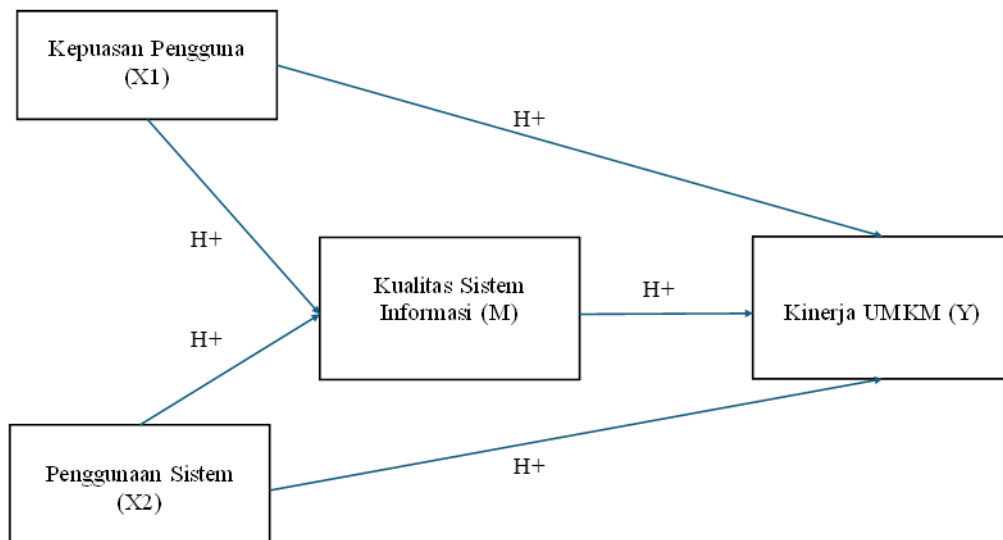 Kepuasan Pengguna
(X1)
H+
H+
Kualitas Sistem
Informasi (M)
H+
Kinerja UMKM (Y)
H+
Penggunaan Sistem
(X2)
H+